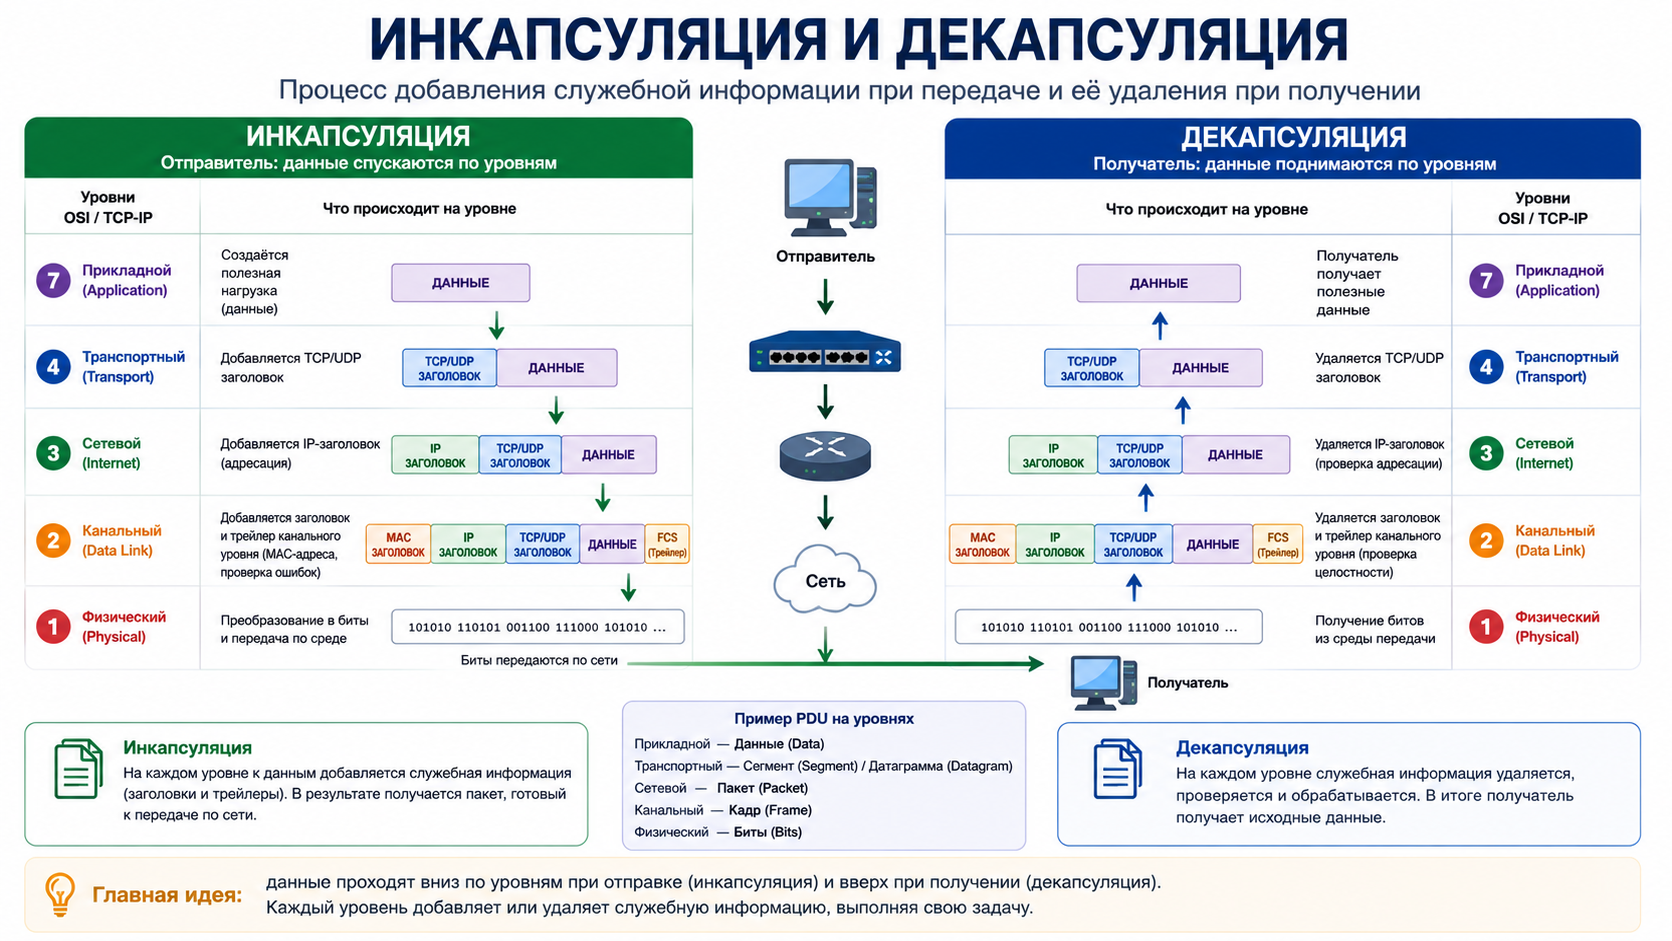 ИНКАПСУЛЯЦИЯ И ДЕКАПСУЛЯЦИЯ
Процесс добавления служебной информации при передаче и её удаления при получении
ИНКАПСУЛЯЦИЯ
Отправитель: данные спускаются по уровням
Уровни
OSI / TCP-IP
Что происходит на уровне
7
Прикладной
(Application)
Создаётся
полезная
нагрузка
(данные)
ДАННЫЕ
4
Транспортный
(Transport)
Добавляется TCP/UDP
заголовок
TCP/UDP
ЗАГОЛОВОК
ДАННЫЕ
3
Сетевой
(Internet)
Добавляется IP-заголовок
(адресация)
IP
ЗАГОЛОВОК
TCP/UDP
ЗАГОЛОВОК
ДАННЫЕ
2
Канальный
(Data Link)
Добавляется заголовок
и трейлер канального
уровня (MAC-адреса,
проверка ошибок)
MAC
ЗАГОЛОВОК
IP
ЗАГОЛОВОК
TCP/UDP
ЗАГОЛОВОК
ДАННЫЕ
FCS
(Трейлер)
1
Физический
(Physical)
Преобразование в биты
и передача по среде
101010 110101 001100 111000 101010 ...
Биты передаются по сети
Отправитель
Сеть
Получатель
ДЕКАПСУЛЯЦИЯ
Получатель: данные поднимаются по уровням
Что происходит на уровне
Уровни
OSI / TCP-IP
ДАННЫЕ
Получатель
получает
полезные
данные
7
Прикладной
(Application)
TCP/UDP
ЗАГОЛОВОК
ДАННЫЕ
Удаляется TCP/UDP
заголовок
4
Транспортный
(Transport)
IP
ЗАГОЛОВОК
TCP/UDP
ЗАГОЛОВОК
ДАННЫЕ
Удаляется IP-заголовок
(проверка адресации)
3
Сетевой
(Internet)
MAC
ЗАГОЛОВОК
IP
ЗАГОЛОВОК
TCP/UDP
ЗАГОЛОВОК
ДАННЫЕ
FCS
(Трейлер)
Удаляется заголовок
и трейлер канального
уровня (проверка
целостности)
2
Канальный
(Data Link)
101010 110101 001100 111000 101010 ...
Получение битов
из среды передачи
1
Физический
(Physical)
Инкапсуляция
На каждом уровне к данным добавляется служебная информация
(заголовки и трейлеры). В результате получается пакет, готовый
к передаче по сети.
Пример PDU на уровнях
Прикладной — Данные (Data)
Транспортный — Сегмент (Segment) / Датаграмма (Datagram)
Сетевой — Пакет (Packet)
Канальный — Кадр (Frame)
Физический — Биты (Bits)
Декапсуляция
На каждом уровне служебная информация удаляется,
проверяется и обрабатывается. В итоге получатель
получает исходные данные.
Главная идея:
данные проходят вниз по уровням при отправке (инкапсуляция) и вверх при получении (декапсуляция).
Каждый уровень добавляет или удаляет служебную информацию, выполняя свою задачу.